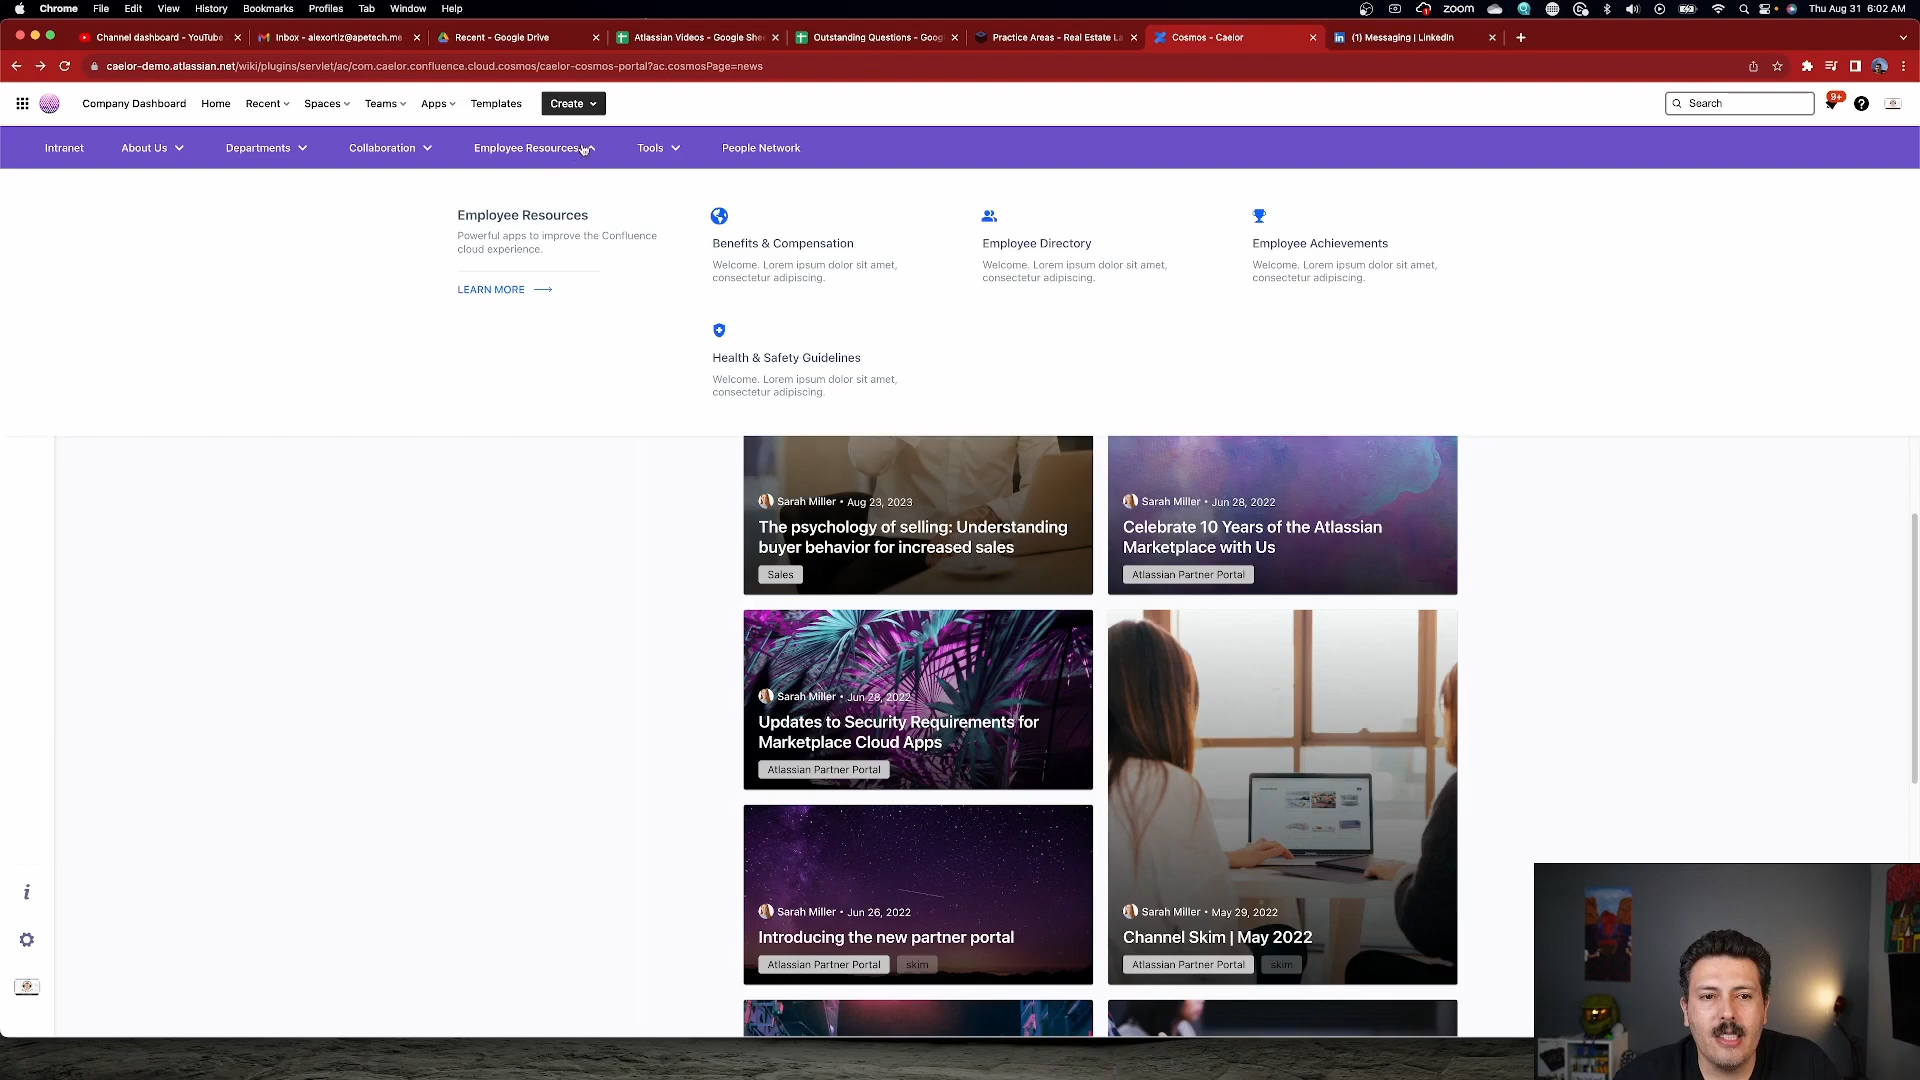 Chrome File Edit View History Bookmarks Profiles Tab Window Help zoom Thu Aug 31 6:02 AM
Channel dashboard - YouTube Inbox - alexortiz@apetech.me Recent - Google Drive Atlassian Videos - Google She Outstanding Questions - Goog Practice Areas - Real Estate La Cosmos - Caelor (1) Messaging | LinkedIn
caelor-demo.atlassian.net/wiki/plugins/servlet/ac/com.caelor.confluence.cloud.cosmos/caelor-cosmos-portal?ac.cosmosPage=news
Company Dashboard Home Recent Spaces Teams Apps Templates Create Search 9+
Intranet About Us Departments Collaboration Employee Resources Tools People Network
Employee Resources
Powerful apps to improve the Confluence
cloud experience.
LEARN MORE
Benefits & Compensation
Welcome. Lorem ipsum dolor sit amet,
consectetur adipiscing.
Employee Directory
Welcome. Lorem ipsum dolor sit amet,
consectetur adipiscing.
Employee Achievements
Welcome. Lorem ipsum dolor sit amet,
consectetur adipiscing.
Health & Safety Guidelines
Welcome. Lorem ipsum dolor sit amet,
consectetur adipiscing.
Sarah Miller • Aug 23, 2023
The psychology of selling: Understanding
buyer behavior for increased sales
Sales
Sarah Miller • Jun 28, 2022
Celebrate 10 Years of the Atlassian
Marketplace with Us
Atlassian Partner Portal
Sarah Miller • Jun 28, 2022
Updates to Security Requirements for
Marketplace Cloud Apps
Atlassian Partner Portal
Sarah Miller • Jun 26, 2022
Introducing the new partner portal
Atlassian Partner Portal skim
Sarah Miller • May 29, 2022
Channel Skim | May 2022
Atlassian Partner Portal skim